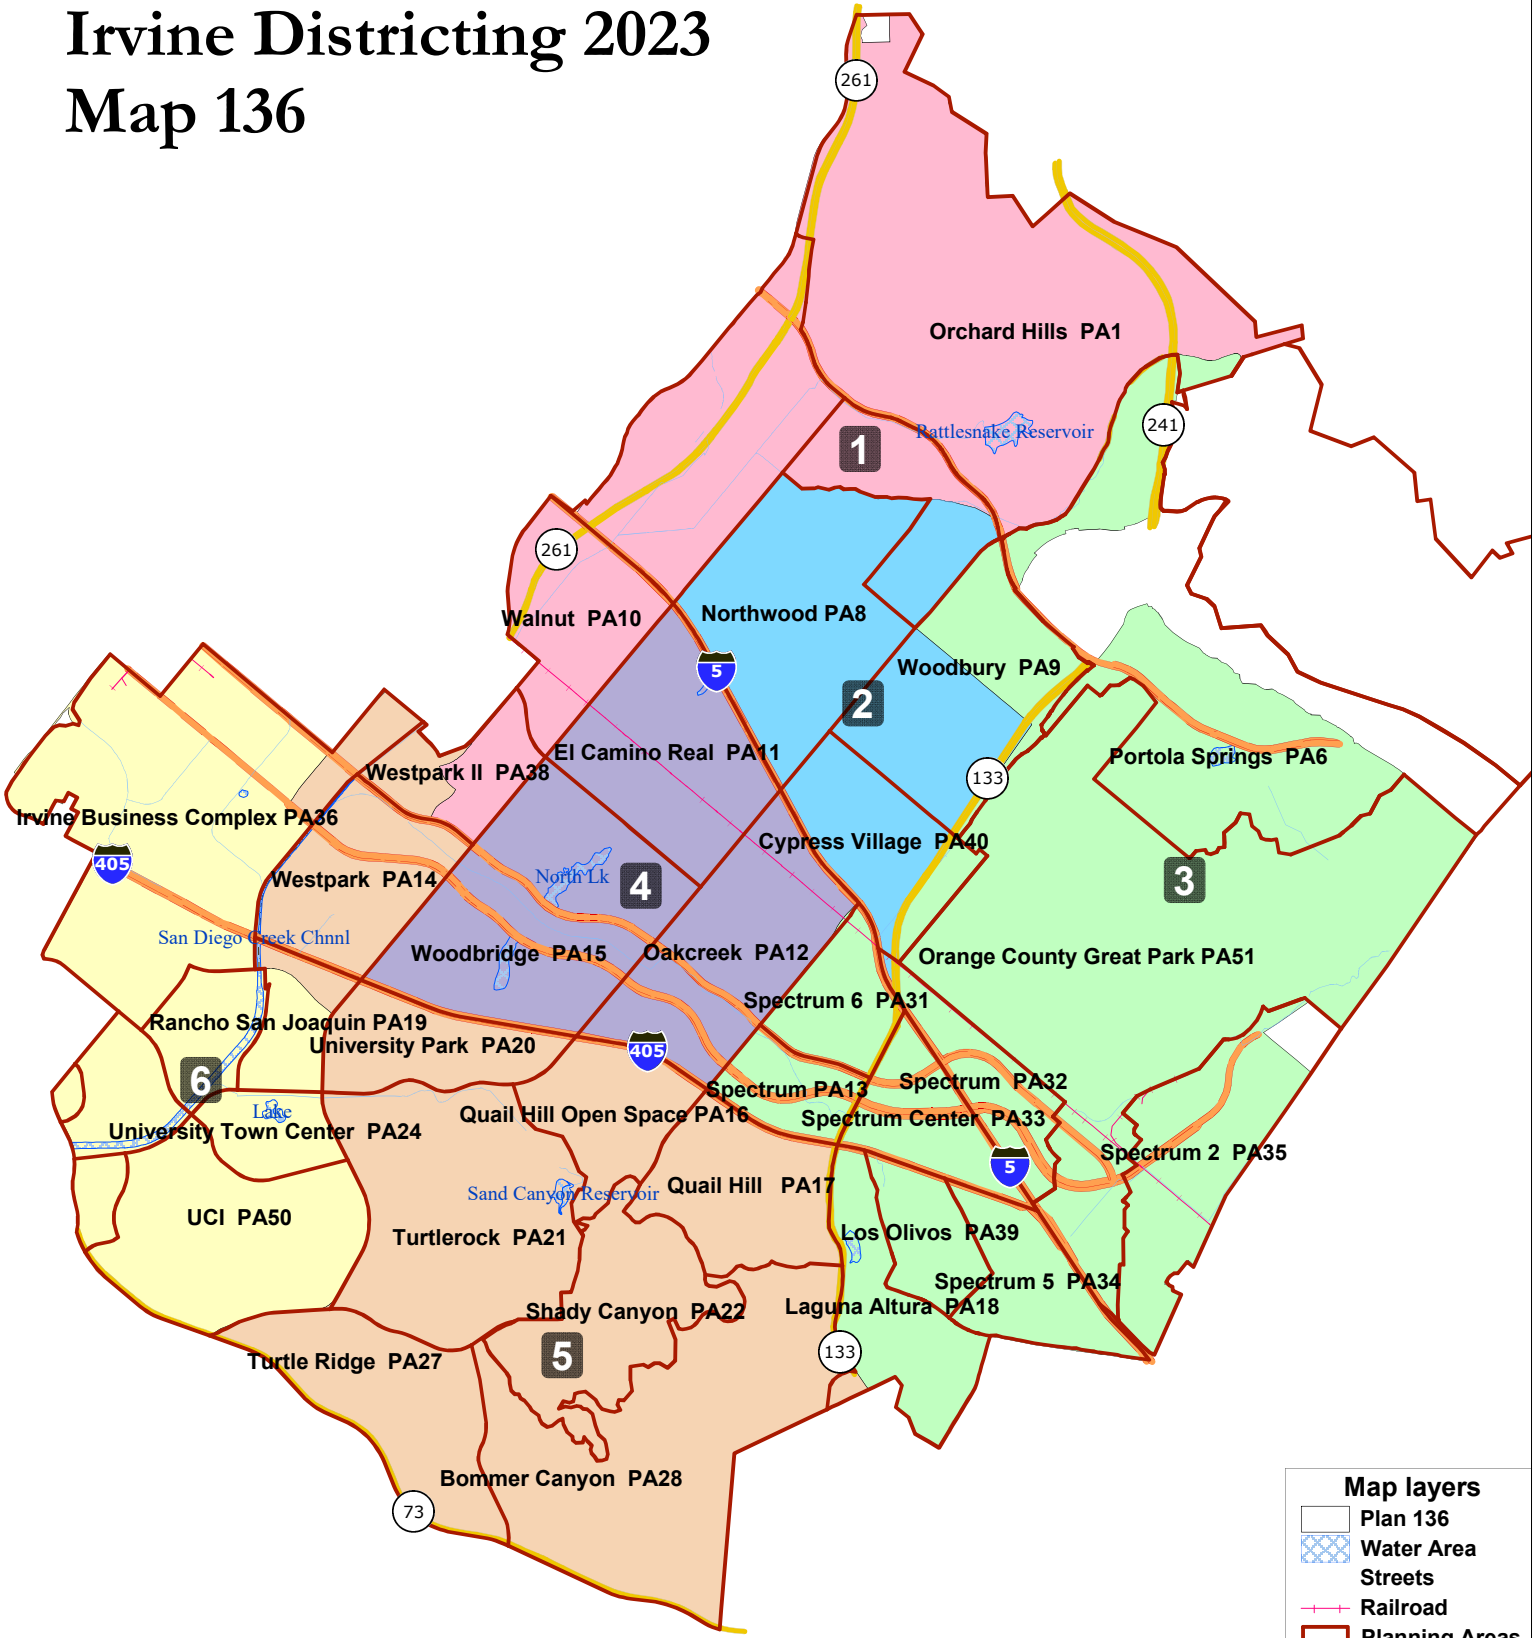 Irvine Districting 2023
Map 136
261
Orchard Hills PA1
241
Rattlesnake Reservoir
1
261
Walnut PA10
Northwood PA8
5
Woodbury PA9
2
El Camino Real PA11
Portola Springs PA6
Westpark II PA38
133
Irvine Business Complex PA36
Cypress Village PA40
405
Westpark PA14
North Lk
4
3
San Diego Creek Chnnl
Woodbridge PA15
Oakcreek PA12
Orange County Great Park PA51
Spectrum 6 PA31
Rancho San Joaquin PA19
University Park PA20
405
6
Spectrum PA13
Spectrum PA32
Lake
Quail Hill Open Space PA16
Spectrum Center PA33
University Town Center PA24
Spectrum 2 PA35
5
Sand Canyon Reservoir
Quail Hill PA17
UCI PA50
Turtlerock PA21
Los Olivos PA39
Spectrum 5 PA34
Shady Canyon PA22
Laguna Altura PA18
5
133
Turtle Ridge PA27
Bommer Canyon PA28
73
Map layers
Plan 136
Water Area
Streets
Railroad
Planning Areas